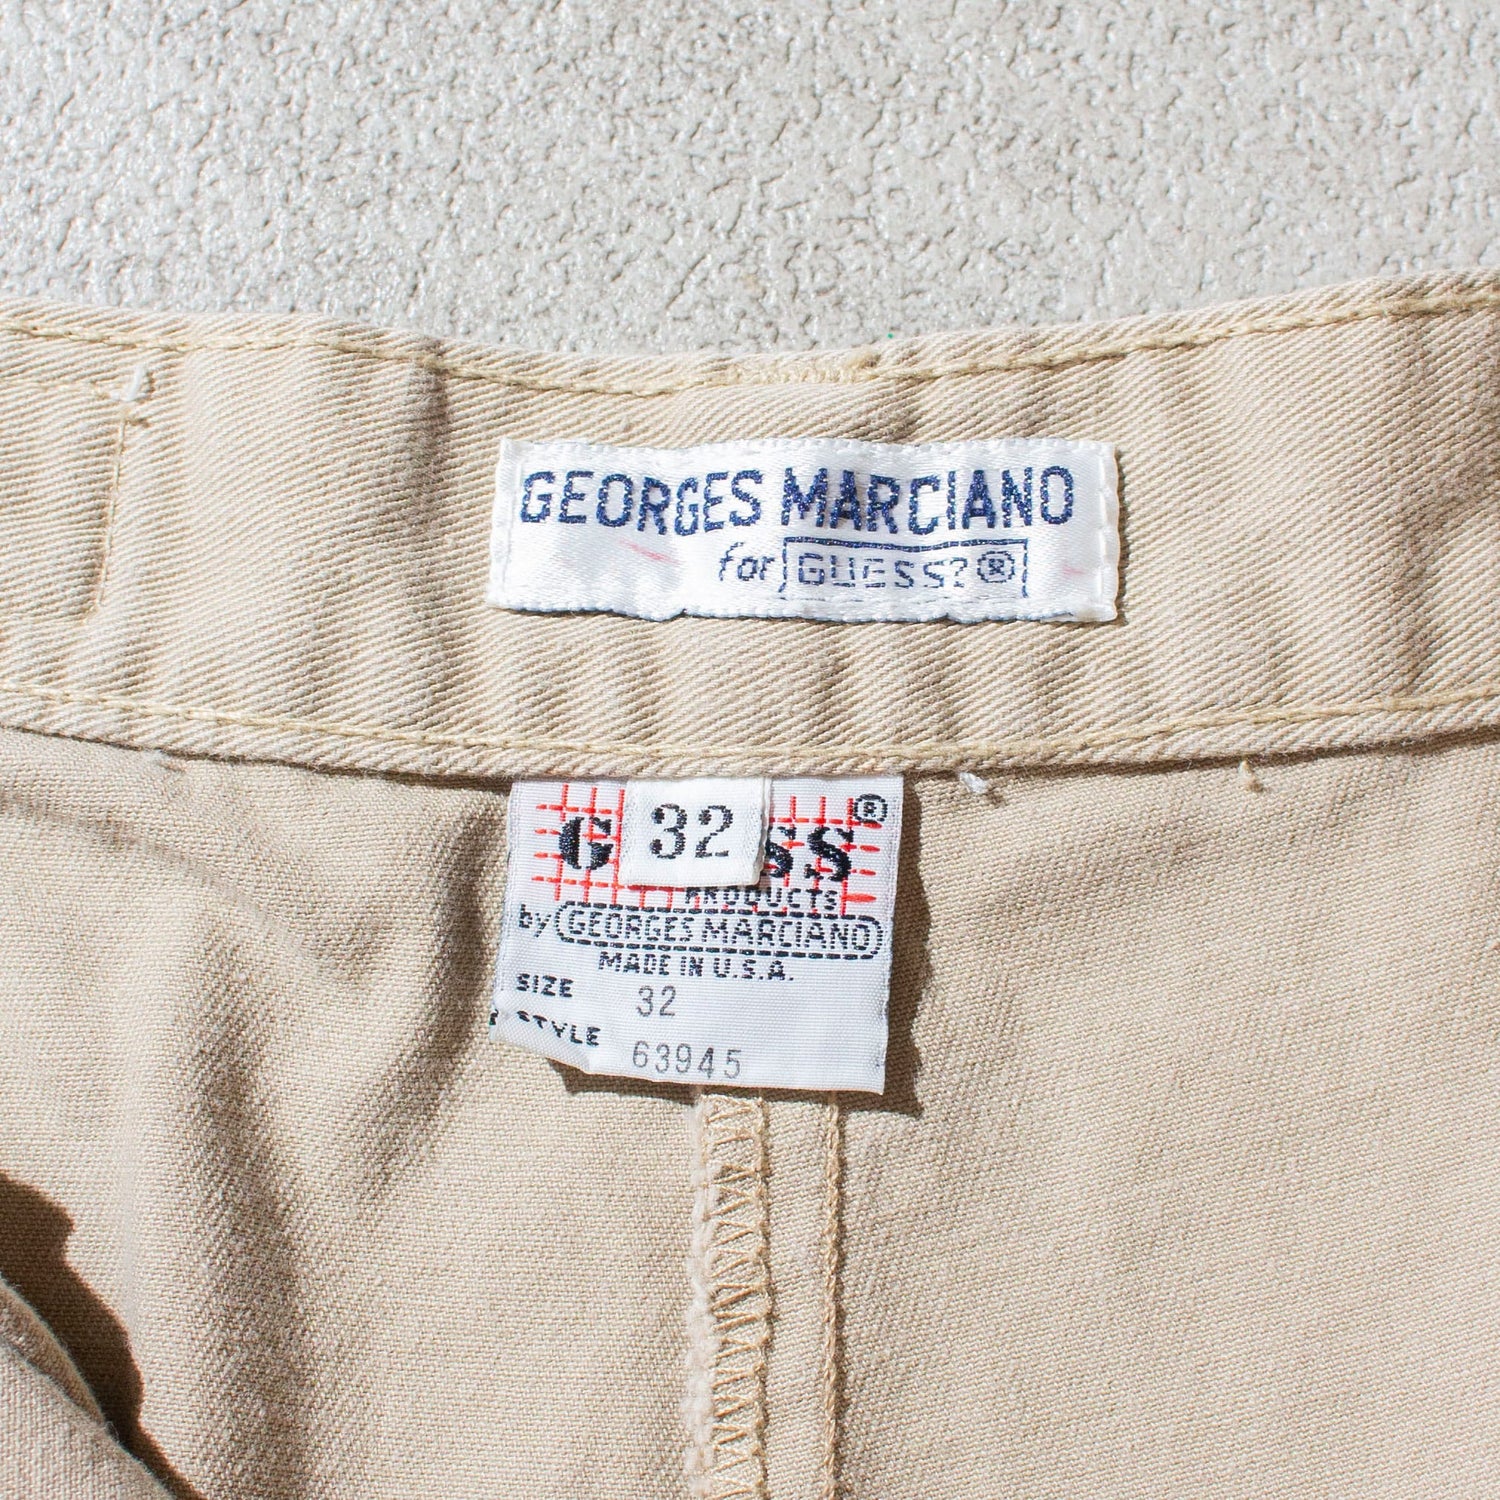 GEORGES MARCIANO
for GUESS?®
32
G SS®
PRODUCTS
by GEORGES MARCIANO
MADE IN U.S.A.
SIZE 32
STYLE 63945